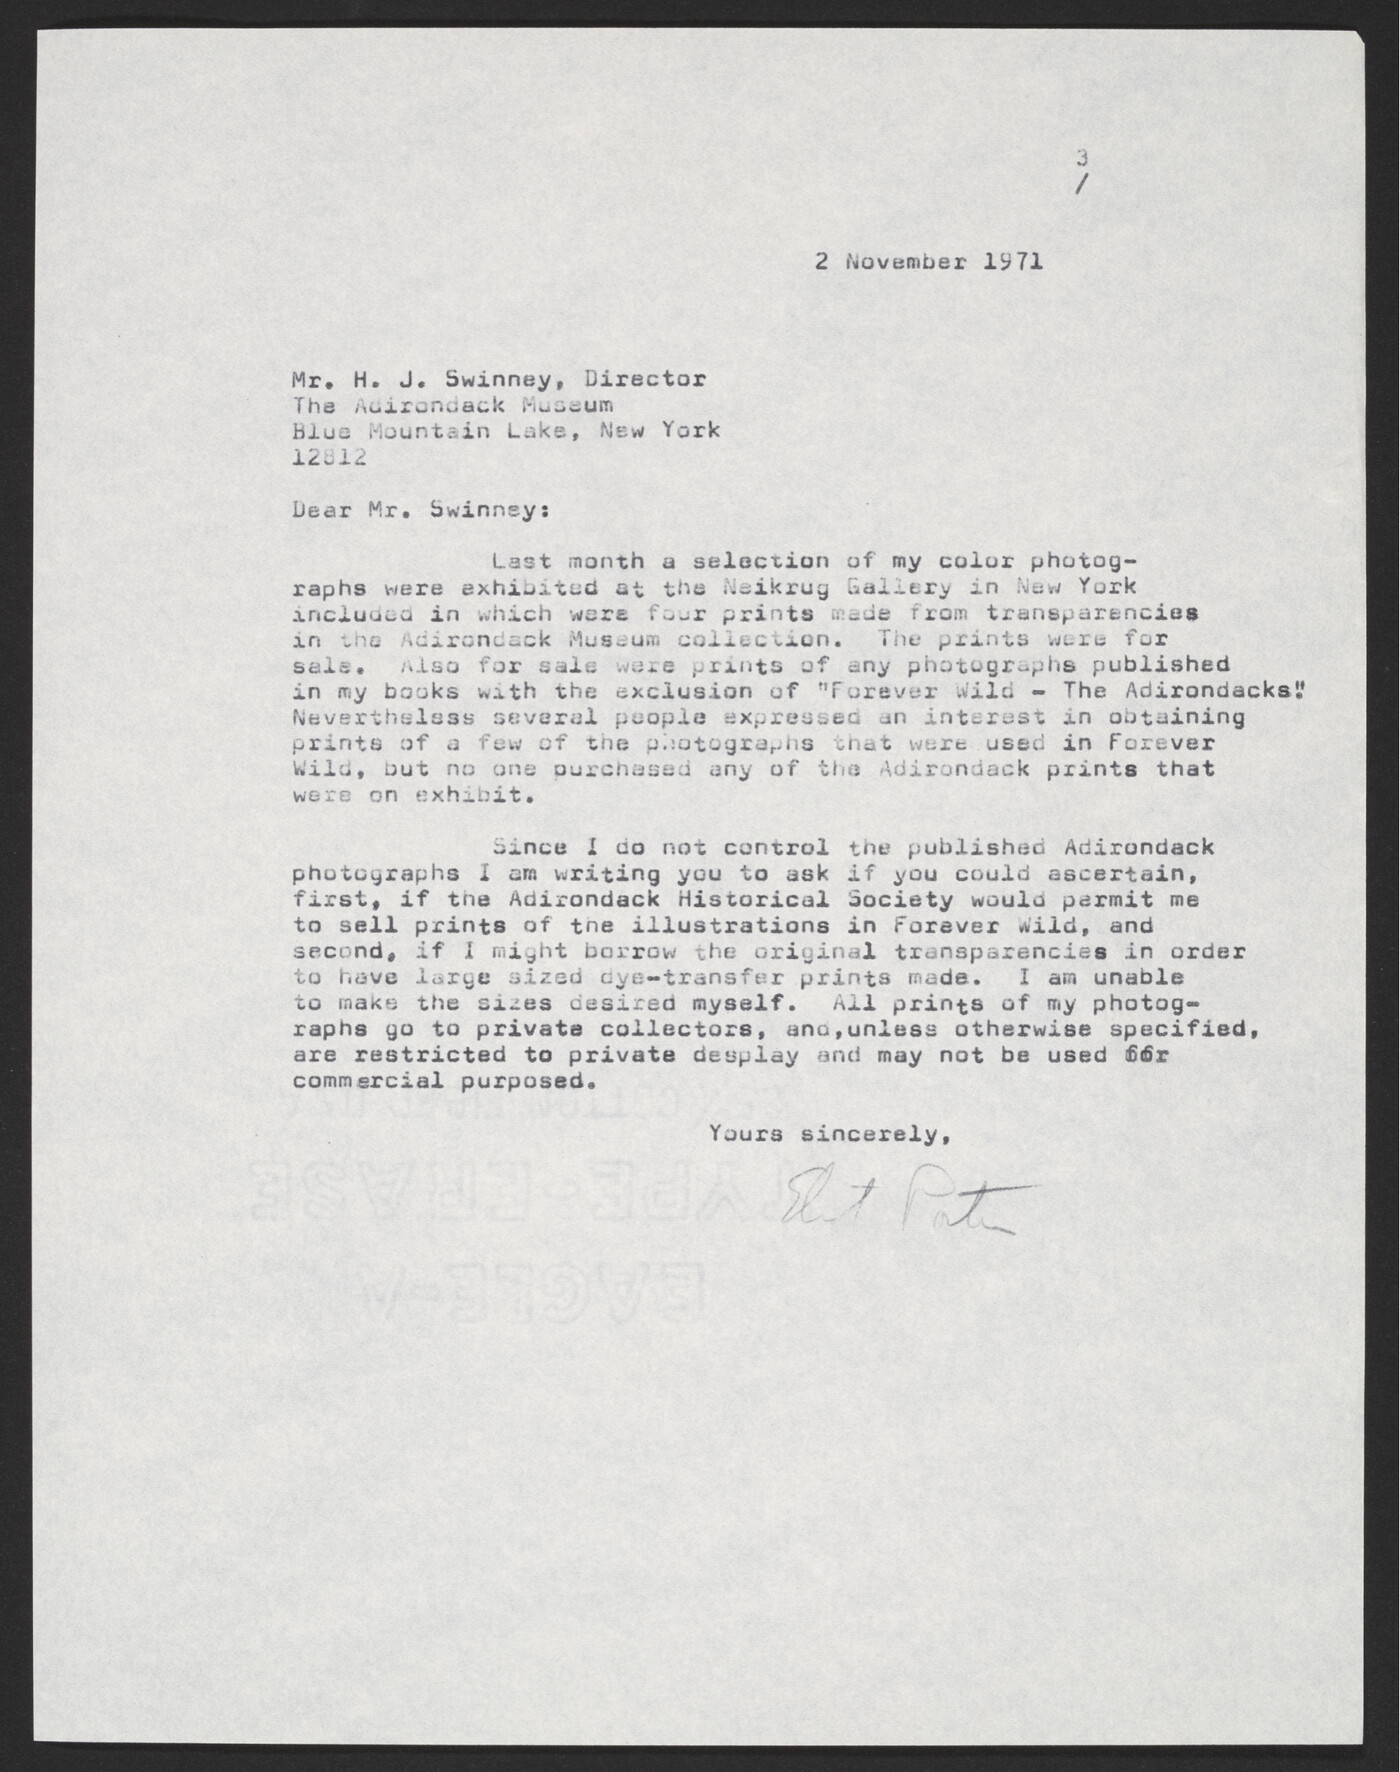 3
/
2 November 1971
Mr. H. J. Swinney, Director
The Adirondack Museum
Blue Mountain Lake, New York
12812
Dear Mr. Swinney:
Last month a selection of my color photog-
raphs were exhibited at the Neikrug Gallery in New York
included in which were four prints made from transparencies
in the Adirondack Museum collection. The prints were for
sale. Also for sale were prints of any photographs published
in my books with the exclusion of "Forever Wild - The Adirondacks."
Nevertheless several people expressed an interest in obtaining
prints of a few of the photographs that were used in Forever
Wild, but no one purchased any of the Adirondack prints that
were on exhibit.
Since I do not control the published Adirondack
photographs I am writing you to ask if you could ascertain,
first, if the Adirondack Historical Society would permit me
to sell prints of the illustrations in Forever Wild, and
second, if I might borrow the original transparencies in order
to have large sized dye-transfer prints made. I am unable
to make the sizes desired myself. All prints of my photog-
raphs go to private collectors, and,unless otherwise specified,
are restricted to private desplay and may not be used for
commercial purposed.
Yours sincerely,
Eliot Porter
TYPE-ERASE
EAGLE-A